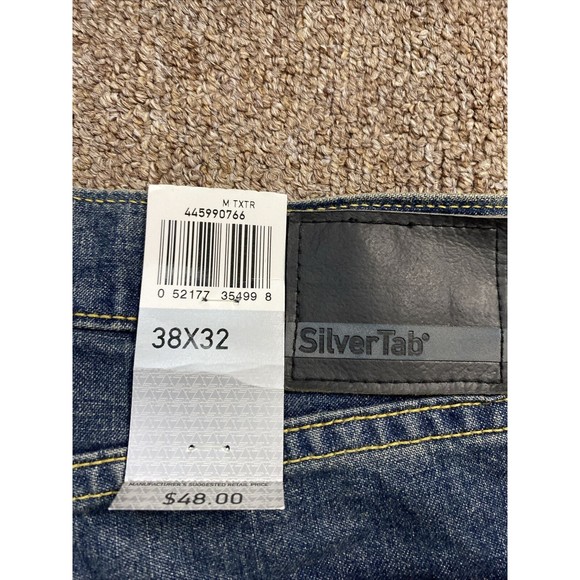 M TXTR
445990766
0 52177 35499 8
38X32
MANUFACTURER'S SUGGESTED RETAIL PRICE
$48.00
SilverTab®